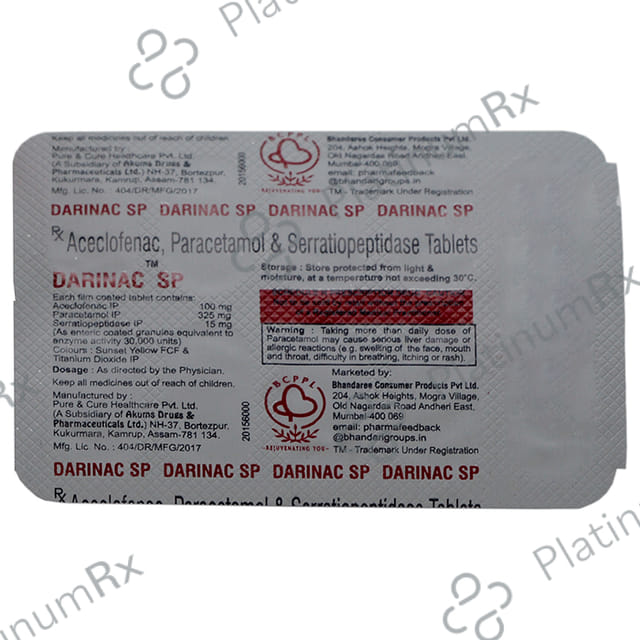 Keep all medicines out of reach of children.
Manufactured by :
Pure & Cure Healthcare Pvt. Ltd.
(A Subsidiary of Akums Drugs &
Pharmaceuticals Ltd.) NH-37, Bortezpur,
Kukurmara, Kamrup, Assam-781 134.
Mfg. Lic. No. : 404/DR/MFG/2017
20156000
BCPPL
REJUVENATING YOU
Bhandaree Consumer Products Pvt Ltd.
204, Ashok Heights, Mogra Village,
Old Nagardas Road Andheri East,
Mumbai-400 069
email: pharmafeedback
@bhandarigroups.in
TM - Trademark Under Registration
DARINAC SP DARINAC SP DARINAC SP DARINAC SP
Rx Aceclofenac, Paracetamol & Serratiopeptidase Tablets
DARINAC SP™
Each film coated tablet contains:
Aceclofenac IP 100 mg
Paracetamol IP 325 mg
Serratiopeptidase IP 15 mg
(As enteric coated granules equivalent to
enzyme activity 30,000 units)
Colours : Sunset Yellow FCF &
Titanium Dioxide IP
Dosage : As directed by the Physician.
Keep all medicines out of reach of children.
Manufactured by :
Pure & Cure Healthcare Pvt. Ltd.
(A Subsidiary of Akums Drugs &
Pharmaceuticals Ltd.) NH-37, Bortezpur,
Kukurmara, Kamrup, Assam-781 134.
Mfg. Lic. No. : 404/DR/MFG/2017
20156000
Storage : Store protected from light &
moisture, at a temperature not exceeding 30°C.
Warning : Taking more than daily dose of
Paracetamol may cause serious liver damage or
allergic reactions (e.g. swelling of the face, mouth
and throat, difficulty in breathing, itching or rash).
BCPPL
REJUVENATING YOU
Marketed by:
Bhandaree Consumer Products Pvt Ltd.
204, Ashok Heights, Mogra Village,
Old Nagardas Road Andheri East,
Mumbai-400 069
email: pharmafeedback
@bhandarigroups.in
TM - Trademark Under Registration
DARINAC SP DARINAC SP DARINAC SP DARINAC SP
Rx Aceclofenac, Paracetamol & Serratiopeptidase Tablets
PlatinumRx